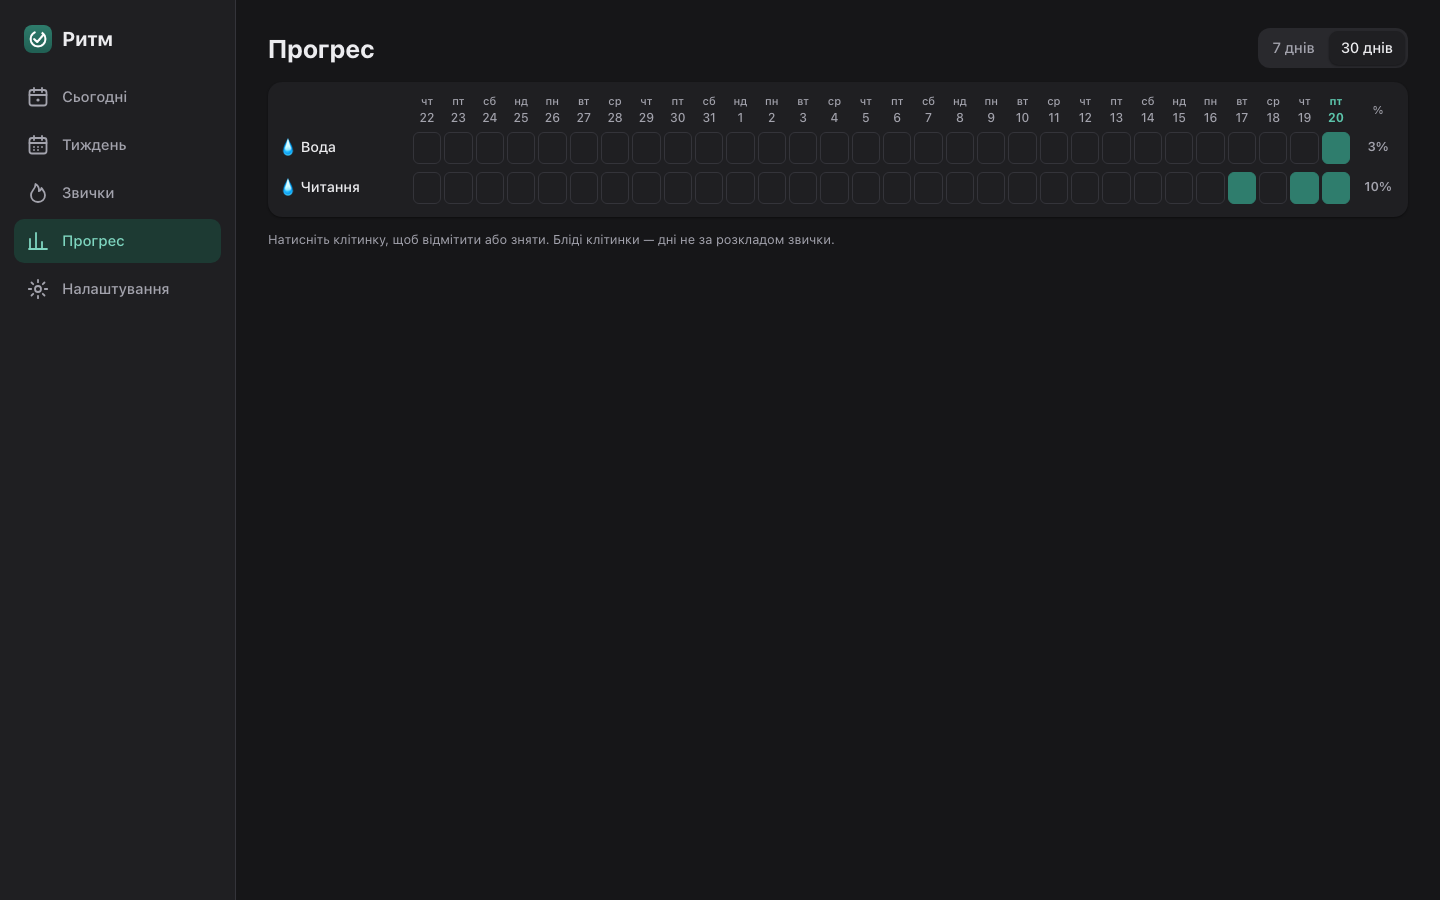 Ритм
Сьогодні
Тиждень
Звички
Прогрес
Налаштування
Прогрес
7 днів 30 днів
чт пт сб нд пн вт ср чт пт сб нд пн вт ср чт пт сб нд пн вт ср чт пт сб нд пн вт ср чт пт %
22 23 24 25 26 27 28 29 30 31 1 2 3 4 5 6 7 8 9 10 11 12 13 14 15 16 17 18 19 20
Вода 3%
Читання 10%
Натисніть клітинку, щоб відмітити або зняти. Бліді клітинки — дні не за розкладом звички.